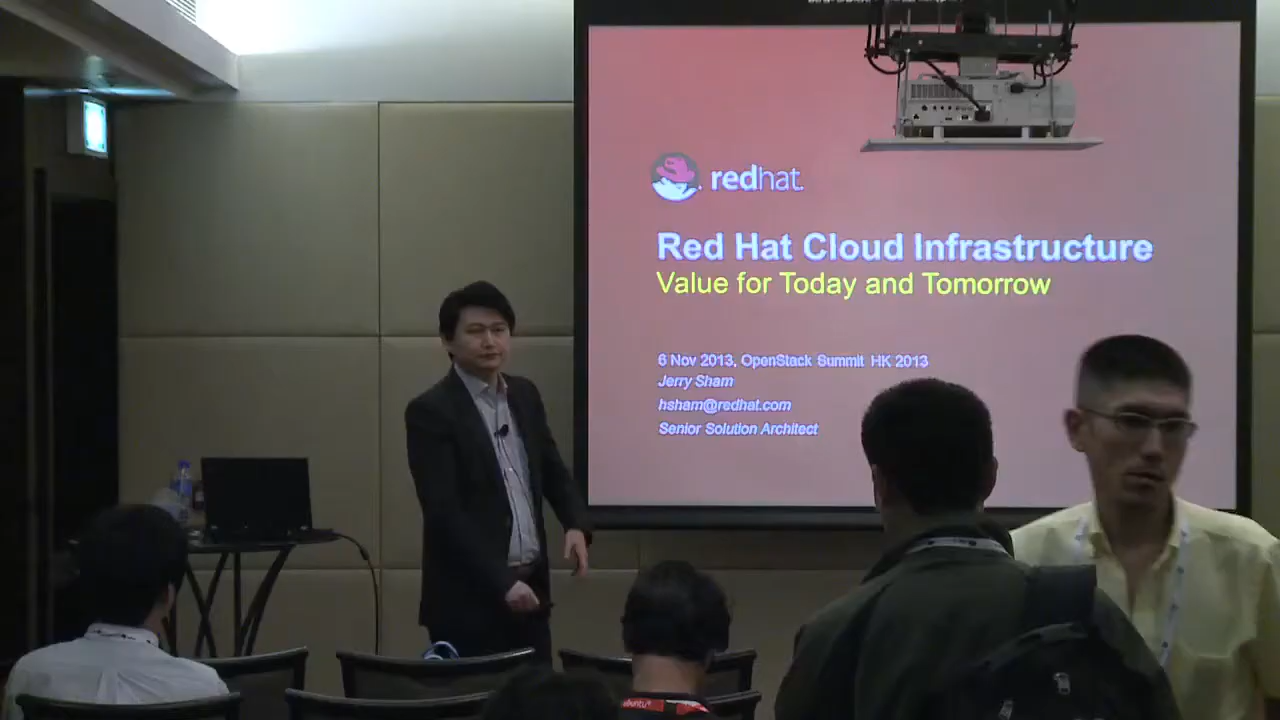 redhat.
Red Hat Cloud Infrastructure
Value for Today and Tomorrow
6 Nov 2013, OpenStack Summit HK 2013
Jerry Sham
hsham@redhat.com
Senior Solution Architect
ubuntu